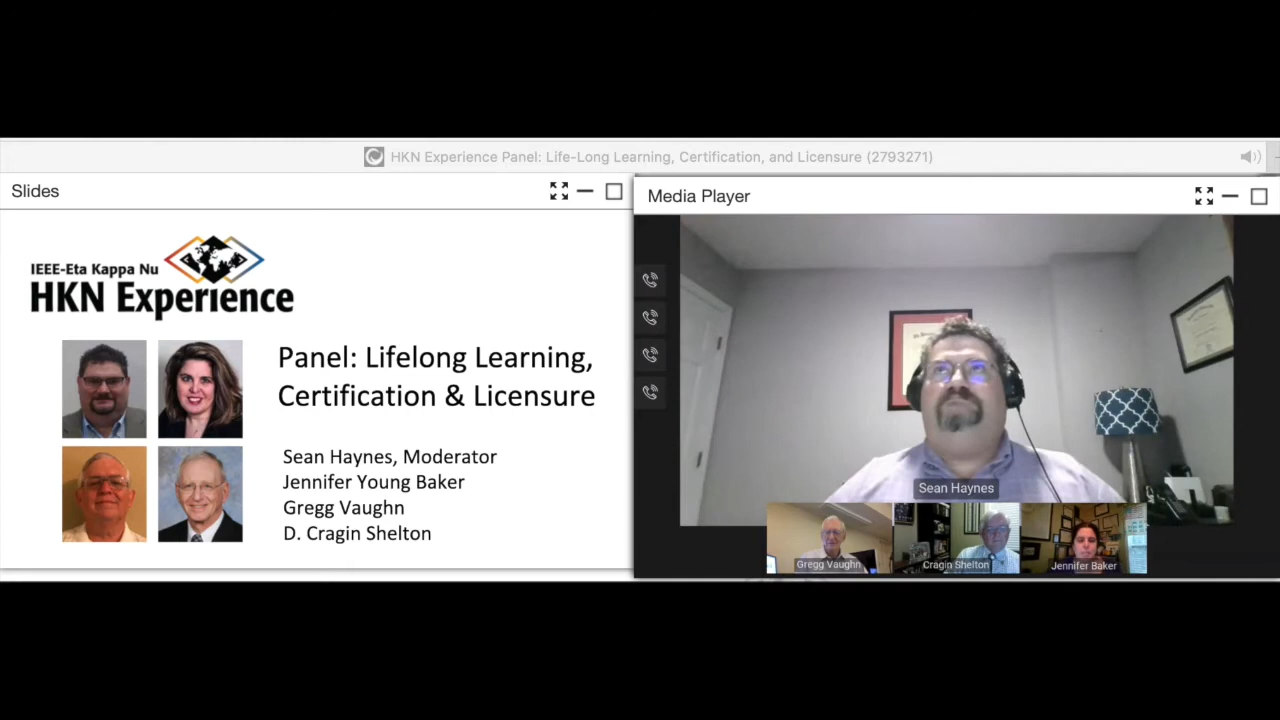 HKN Experience Panel: Life-Long Learning, Certification, and Licensure (2793271)
Slides
IEEE-Eta Kappa Nu
HKN Experience
Panel: Lifelong Learning,
Certification & Licensure
Sean Haynes, Moderator
Jennifer Young Baker
Gregg Vaughn
D. Cragin Shelton
Media Player
Sean Haynes
Gregg Vaughn
Cragin Shelton
Jennifer Baker